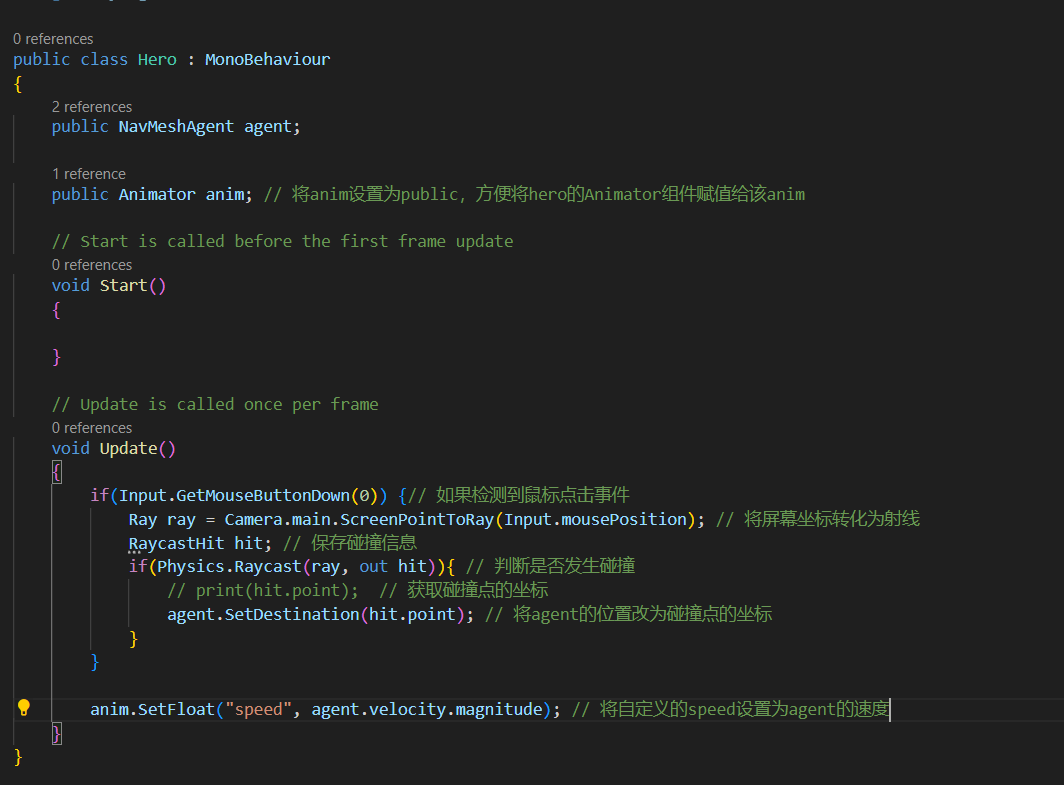 0 references
public class Hero : MonoBehaviour
{
2 references
public NavMeshAgent agent;
1 reference
public Animator anim; // 将anim设置为public，方便将hero的Animator组件赋值给该anim
// Start is called before the first frame update
0 references
void Start()
{
}
// Update is called once per frame
0 references
void Update()
{
if(Input.GetMouseButtonDown(0)) {// 如果检测到鼠标点击事件
Ray ray = Camera.main.ScreenPointToRay(Input.mousePosition); // 将屏幕坐标转化为射线
RaycastHit hit; // 保存碰撞信息
if(Physics.Raycast(ray, out hit)){ // 判断是否发生碰撞
// print(hit.point);  // 获取碰撞点的坐标
agent.SetDestination(hit.point); // 将agent的位置改为碰撞点的坐标
}
}
anim.SetFloat("speed", agent.velocity.magnitude); // 将自定义的speed设置为agent的速度
}
}